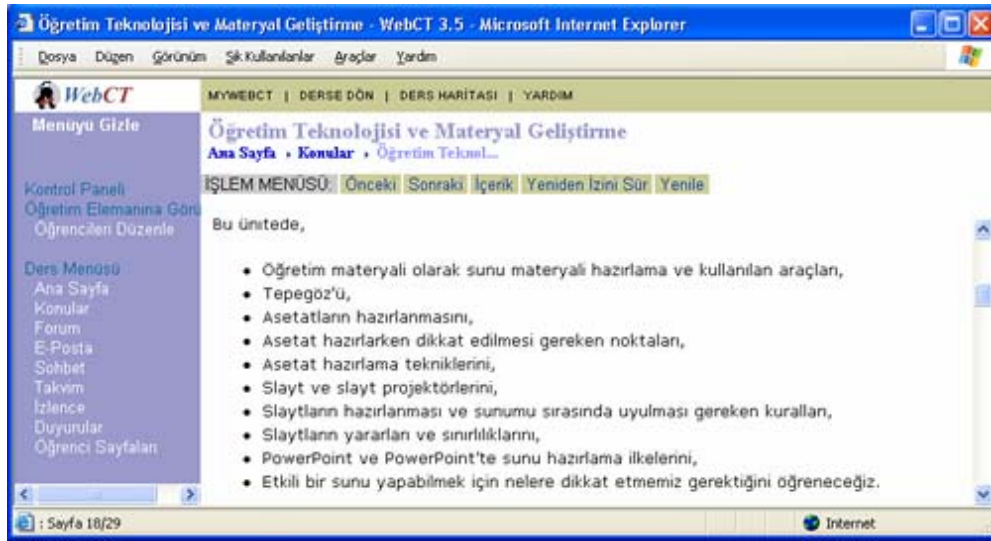 Öğretim Teknolojisi ve Materyal Geliştirme - WebCT 3.5 - Microsoft Internet Explorer
Dosya Düzen Görünüm Sık Kullanılanlar Araçlar Yardım
WebCT
MYWEBCT | DERSE DÖN | DERS HARİTASI | YARDIM
Menüyü Gizle
Öğretim Teknolojisi ve Materyal Geliştirme
Ana Sayfa › Konular › Öğretim Teknol...
İŞLEM MENÜSÜ: Önceki Sonraki İçerik Yeniden İzini Sür Yenile
Kontrol Paneli
Öğretim Elemanına Görü
Öğrencileri Düzenle
Ders Menüsü
Ana Sayfa
Konular
Forum
E-Posta
Sohbet
Takvim
İzlence
Duyurular
Öğrenci Sayfaları
Bu ünitede,
• Öğretim materyali olarak sunu materyali hazırlama ve kullanılan araçları,
• Tepegöz'ü,
• Asetatların hazırlanmasını,
• Asetat hazırlarken dikkat edilmesi gereken noktaları,
• Asetat hazırlama tekniklerini,
• Slayt ve slayt projektörlerini,
• Slaytların hazırlanması ve sunumu sırasında uyulması gereken kuralları,
• Slaytların yararları ve sınırlılıklarını,
• PowerPoint ve PowerPoint'te sunu hazırlama ilkelerini,
• Etkili bir sunu yapabilmek için nelere dikkat etmemiz gerektiğini öğreneceğiz.
: Sayfa 18/29
Internet